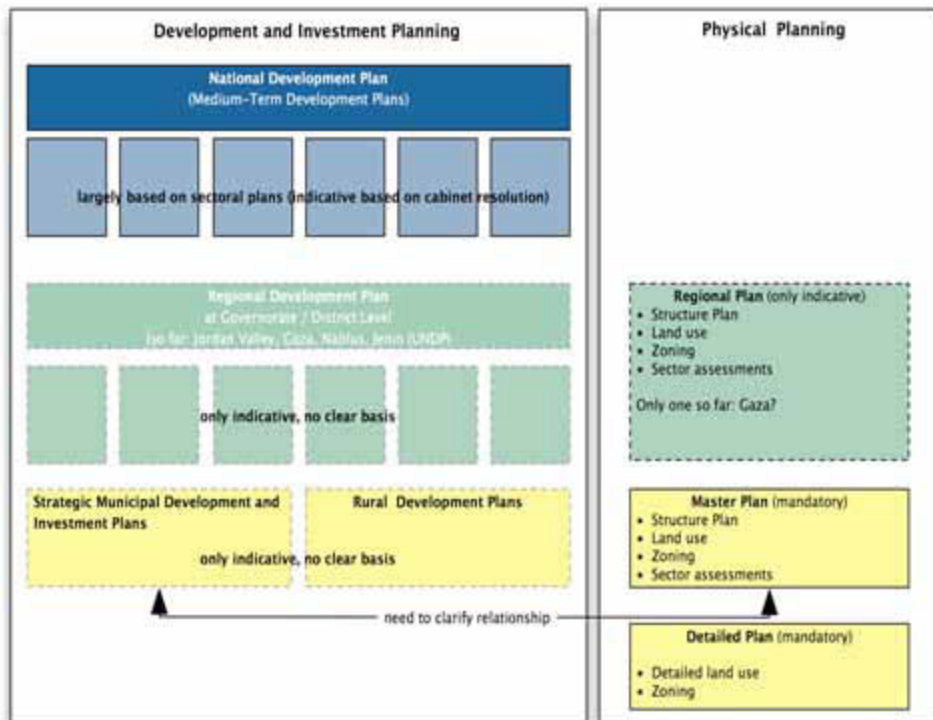 Development and Investment Planning
National Development Plan
(Medium-Term Development Plans)
largely based on sectoral plans (indicative based on cabinet resolution)
Regional Development Plan
at Governorate / District Level
(so far: Jordan Valley, Gaza, Nablus, Jenin (UNDP)
only indicative, no clear basis
Strategic Municipal Development and
Investment Plans
Rural Development Plans
only indicative, no clear basis
need to clarify relationship
Physical Planning
Regional Plan (only indicative)
• Structure Plan
• Land use
• Zoning
• Sector assessments
Only one so far: Gaza?
Master Plan (mandatory)
• Structure Plan
• Land use
• Zoning
• Sector assessments
Detailed Plan (mandatory)
• Detailed land use
• Zoning